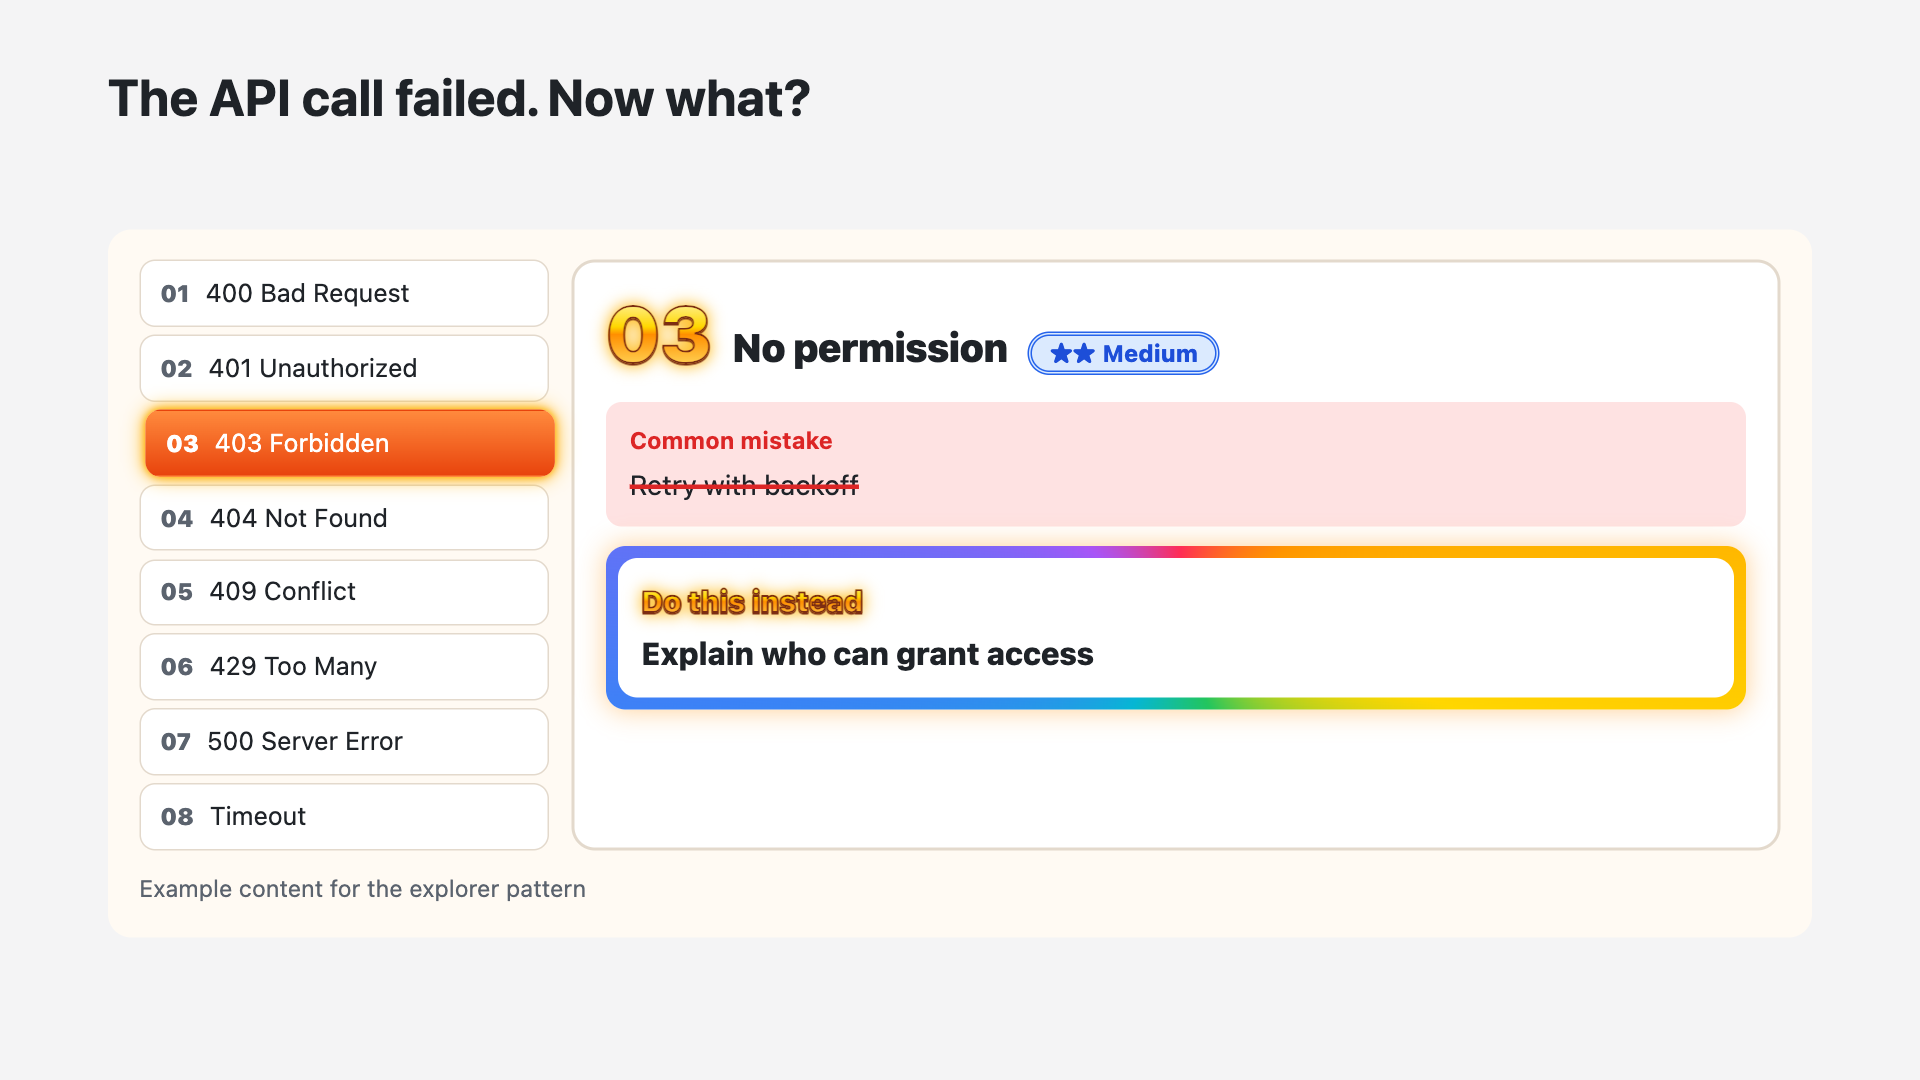 The API call failed. Now what?
01 400 Bad Request
02 401 Unauthorized
03 403 Forbidden
04 404 Not Found
05 409 Conflict
06 429 Too Many
07 500 Server Error
08 Timeout
03 No permission ★★ Medium
Common mistake
Retry with backoff
Do this instead
Explain who can grant access
Example content for the explorer pattern